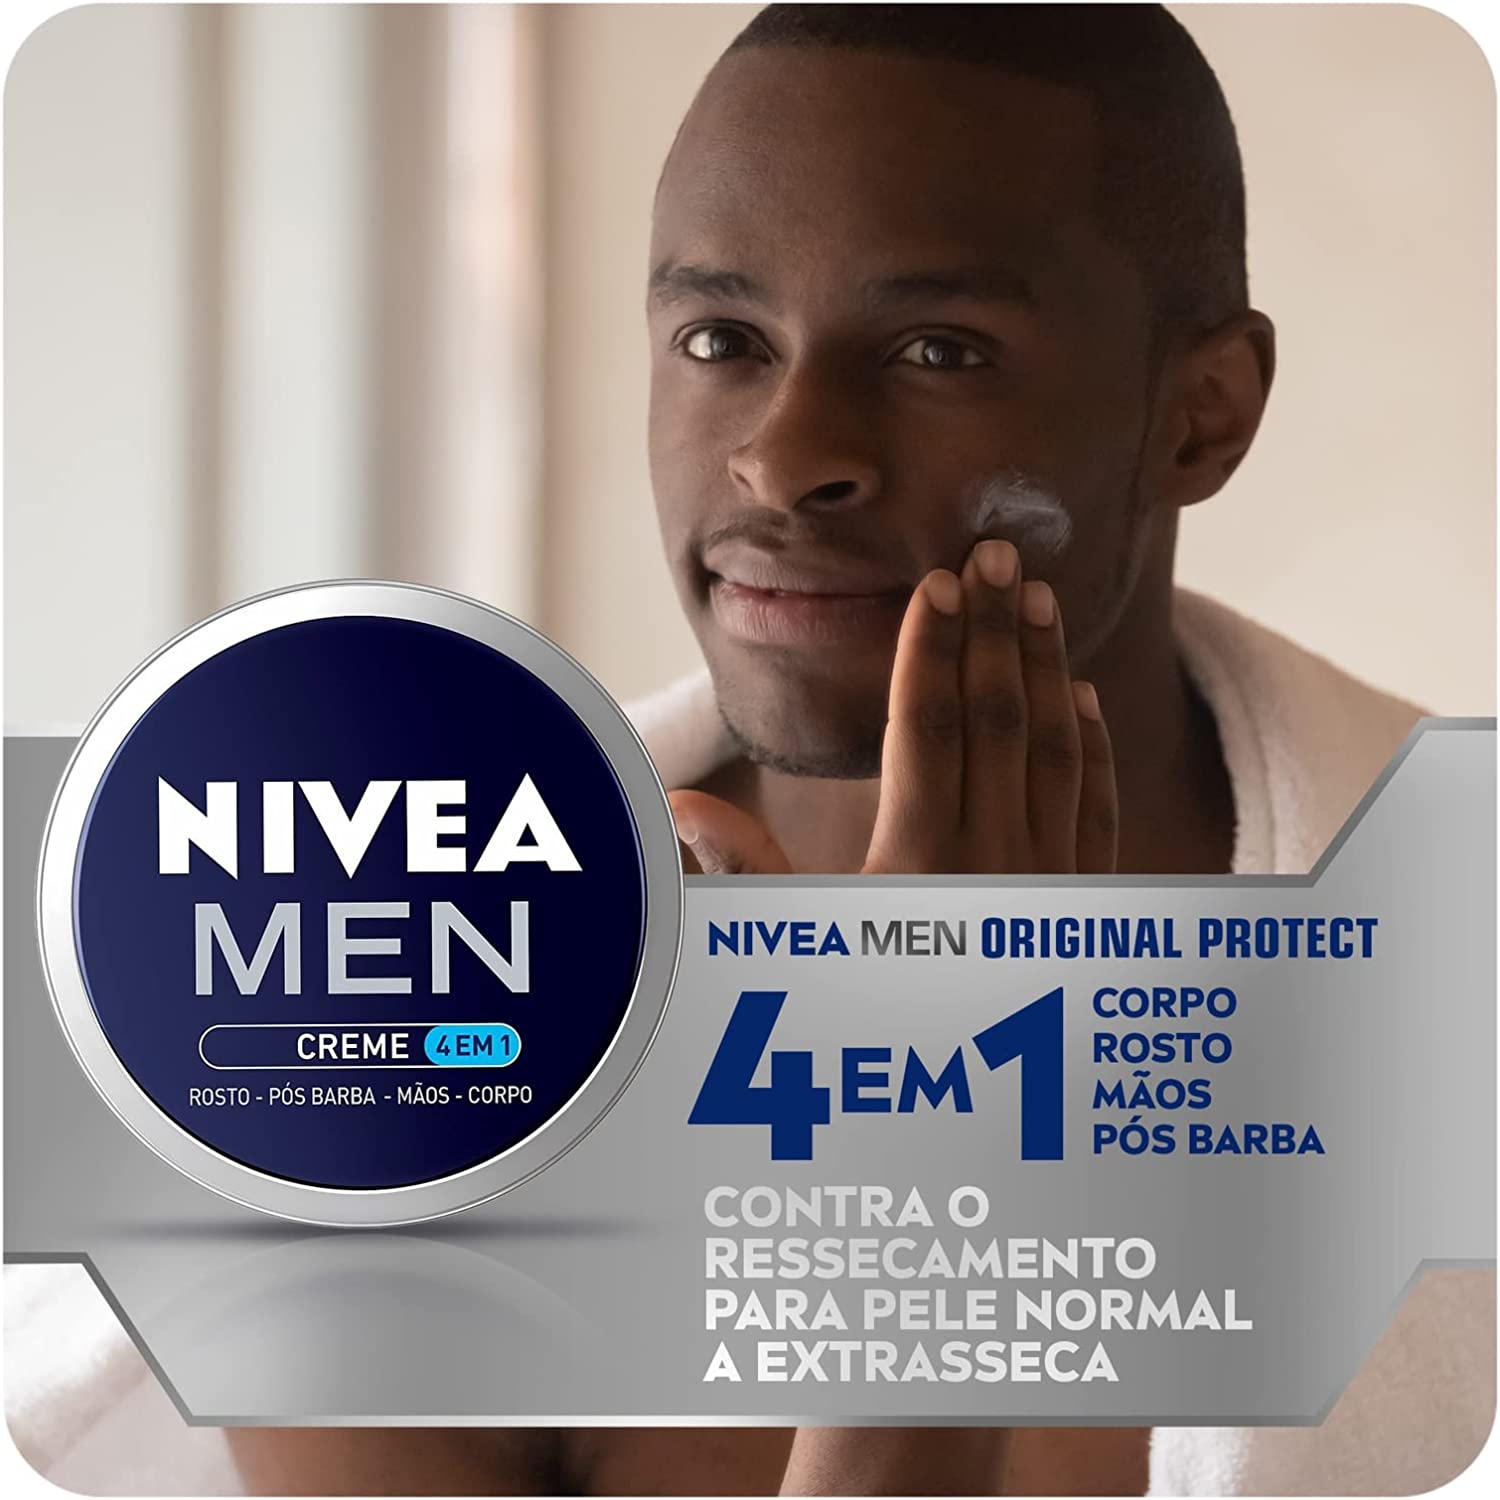 NIVEA
MEN
CREME 4 EM 1
ROSTO - PÓS BARBA - MÃOS - CORPO
NIVEA MEN ORIGINAL PROTECT
4 EM 1
CORPO
ROSTO
MÃOS
PÓS BARBA
CONTRA O
RESSECAMENTO
PARA PELE NORMAL
A EXTRASSECA